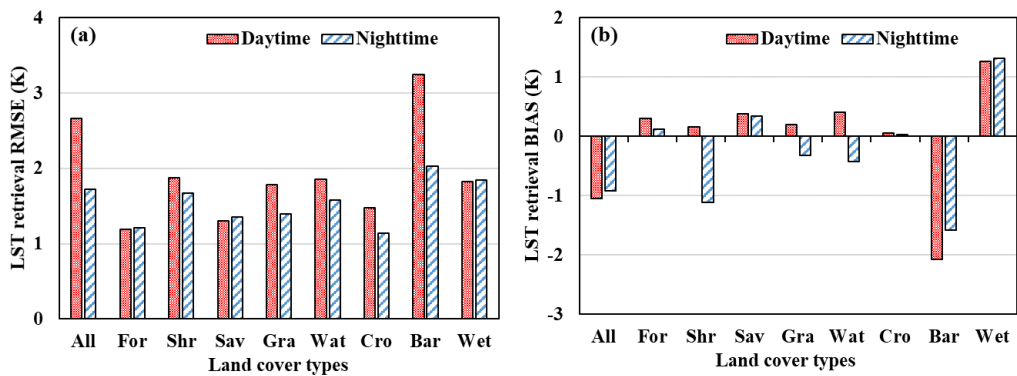 (a)
Daytime Nighttime
LST retrieval RMSE (K)
4
3
2
1
0
All For Shr Sav Gra Wat Cro Bar Wet
Land cover types
(b)
Daytime Nighttime
LST retrieval BIAS (K)
2
1
0
-1
-2
-3
All For Shr Sav Gra Wat Cro Bar Wet
Land cover types